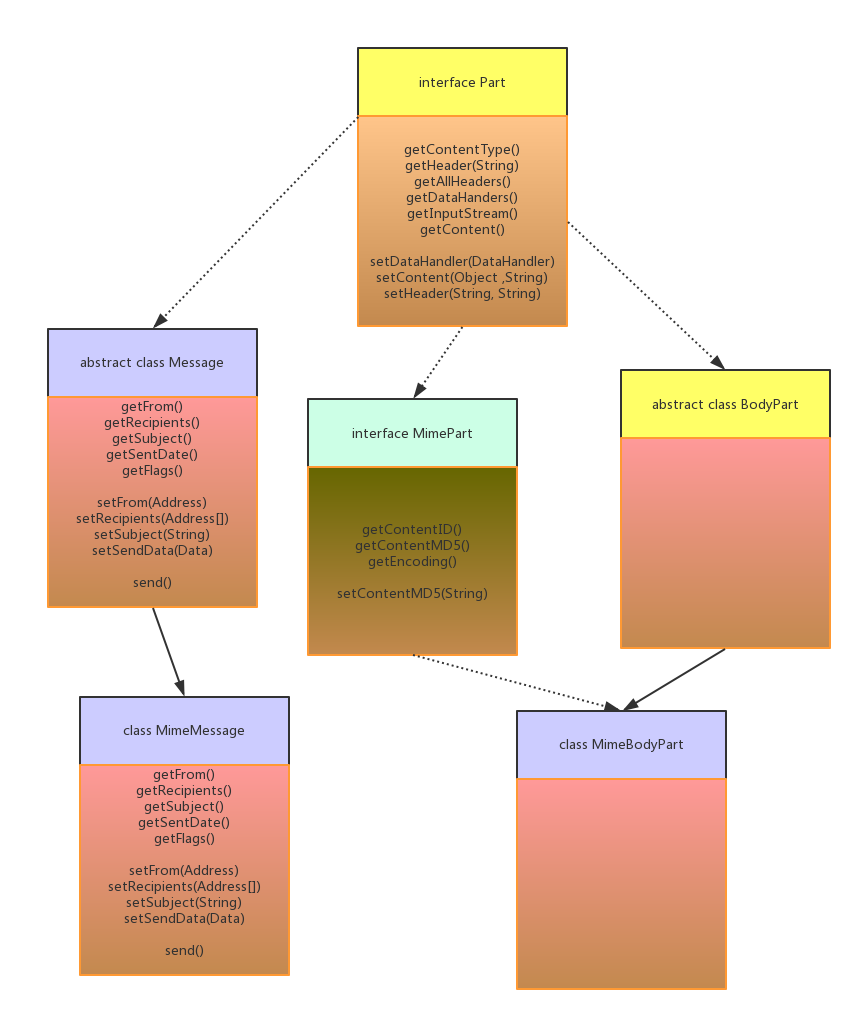 interface Part
getContentType()
getHeader(String)
getAllHeaders()
getDataHanders()
getInputStream()
getContent()
setDataHandler(DataHandler)
setContent(Object ,String)
setHeader(String, String)
abstract class Message
getFrom()
getRecipients()
getSubject()
getSentDate()
getFlags()
setFrom(Address)
setRecipients(Address[])
setSubject(String)
setSendData(Data)
send()
interface MimePart
getContentID()
getContentMD5()
getEncoding()
setContentMD5(String)
abstract class BodyPart
class MimeMessage
getFrom()
getRecipients()
getSubject()
getSentDate()
getFlags()
setFrom(Address)
setRecipients(Address[])
setSubject(String)
setSendData(Data)
send()
class MimeBodyPart